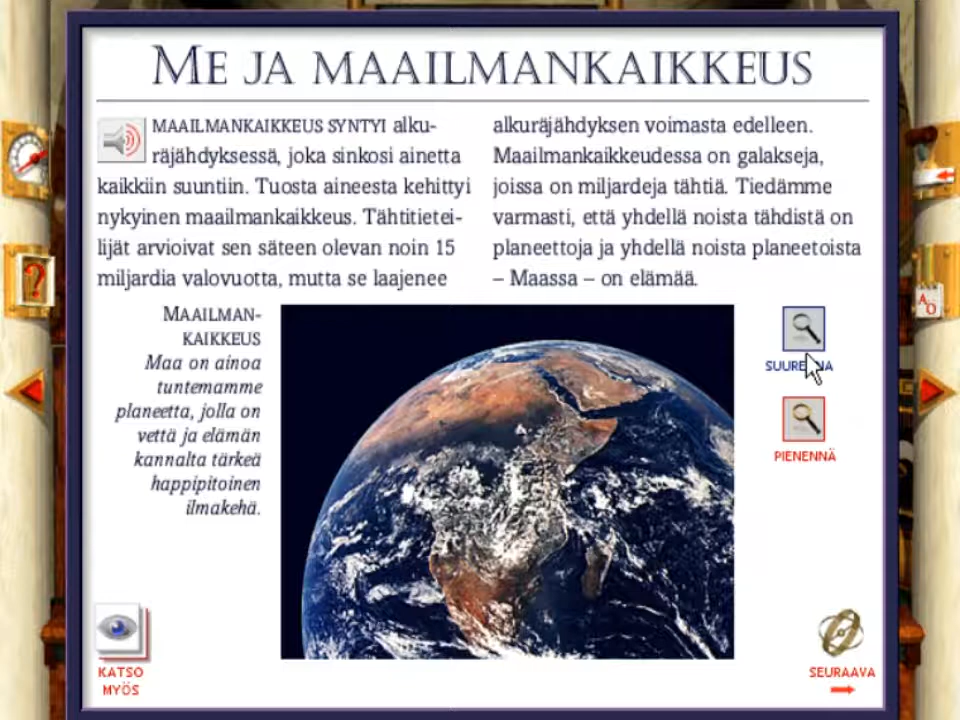 ME JA MAAILMANKAIKKEUS
MAAILMANKAIKKEUS SYNTYI alku-
räjähdyksessä, joka sinkosi ainetta
kaikkiin suuntiin. Tuosta aineesta kehittyi
nykyinen maailmankaikkeus. Tähtitietei-
lijät arvioivat sen säteen olevan noin 15
miljardia valovuotta, mutta se laajenee
alkuräjähdyksen voimasta edelleen.
Maailmankaikkeudessa on galakseja,
joissa on miljardeja tähtiä. Tiedämme
varmasti, että yhdellä noista tähdistä on
planeettoja ja yhdellä noista planeetoista
– Maassa – on elämää.
MAAILMAN-
KAIKKEUS
Maa on ainoa
tuntemamme
planeetta, jolla on
vettä ja elämän
kannalta tärkeä
happipitoinen
ilmakehä.
PIENENNÄ
KATSO
MYÖS
SEURAAVA
?
A
O